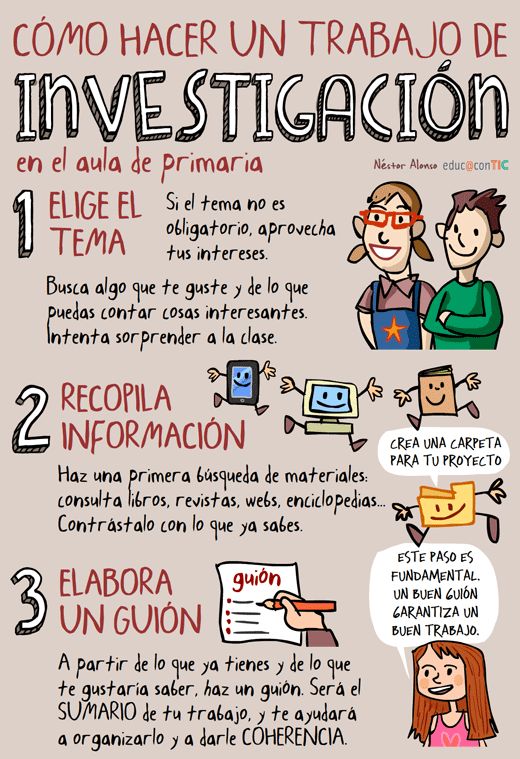 CÓMO HACER UN TRABAJO DE
INVESTIGACIÓN
en el aula de primaria
Néstor Alonso educ@conTIC
1 ELIGE EL
TEMA
Si el tema no es
obligatorio, aprovecha
tus intereses.
Busca algo que te guste y de lo que
puedas contar cosas interesantes.
Intenta sorprender a la clase.
2 RECOPILA
INFORMACIÓN
CREA UNA CARPETA
PARA TU PROYECTO
Haz una primera búsqueda de materiales:
consulta libros, revistas, webs, enciclopedias...
Contrástalo con lo que ya sabes.
3 ELABORA
UN GUIÓN
guión
ESTE PASO ES
FUNDAMENTAL.
UN BUEN GUIÓN
GARANTIZA UN
BUEN TRABAJO.
A partir de lo que ya tienes y de lo que
te gustaría saber, haz un guión. Será el
SUMARIO de tu trabajo, y te ayudará
a organizarlo y a darle COHERENCIA.